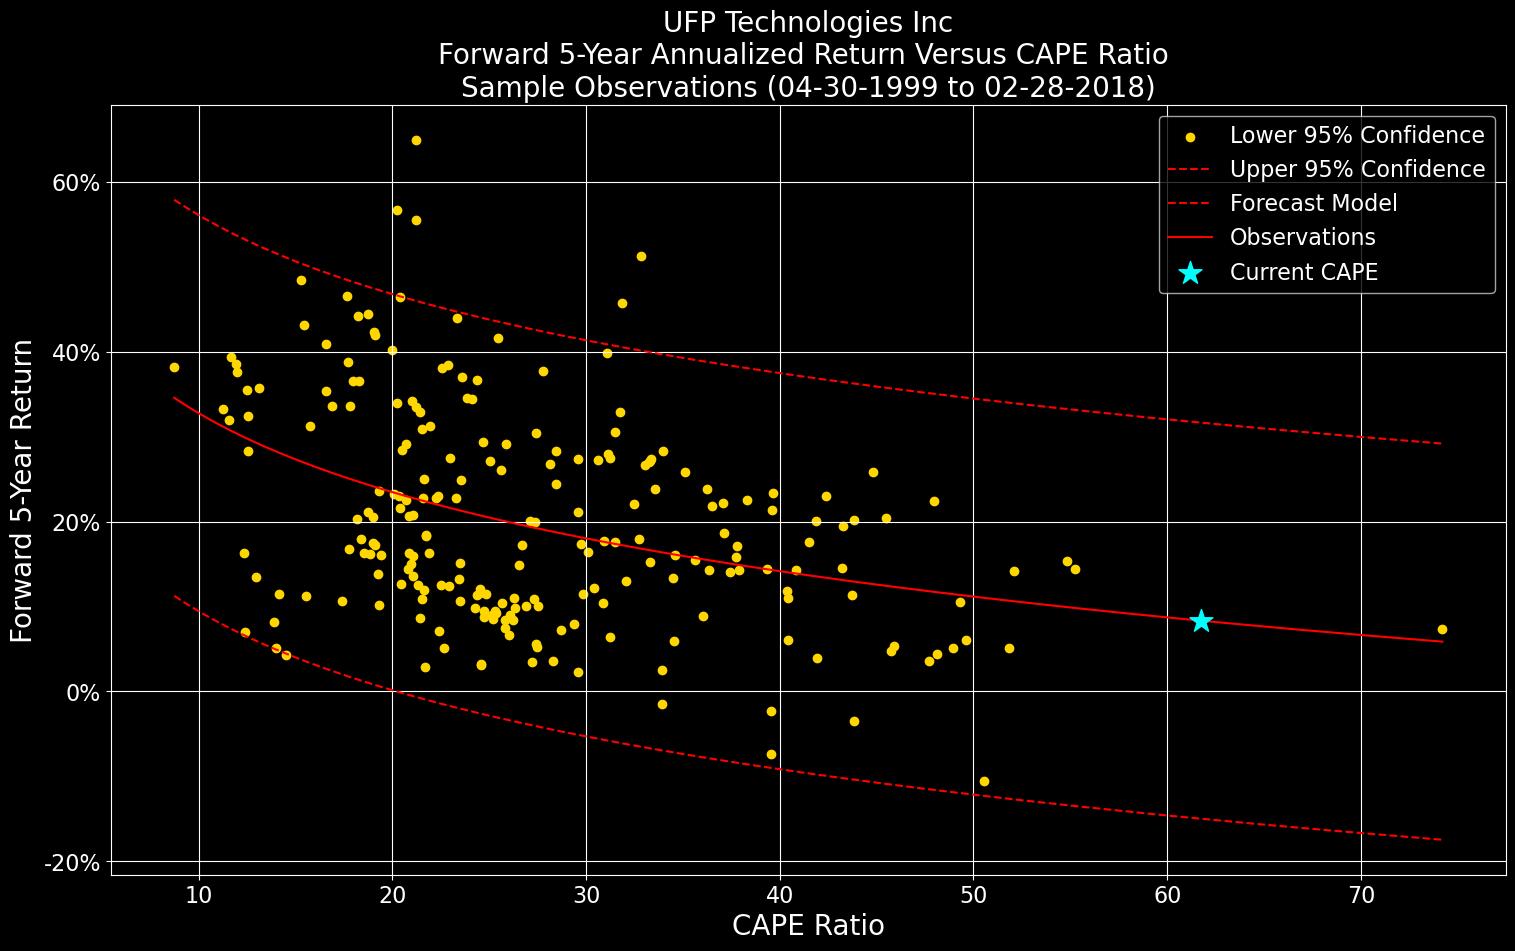 UFP Technologies Inc
Forward 5-Year Annualized Return Versus CAPE Ratio
Sample Observations (04-30-1999 to 02-28-2018)
Lower 95% Confidence
Upper 95% Confidence
Forecast Model
Observations
Current CAPE
Forward 5-Year Return
60%
40%
20%
0%
-20%
10 20 30 40 50 60 70
CAPE Ratio